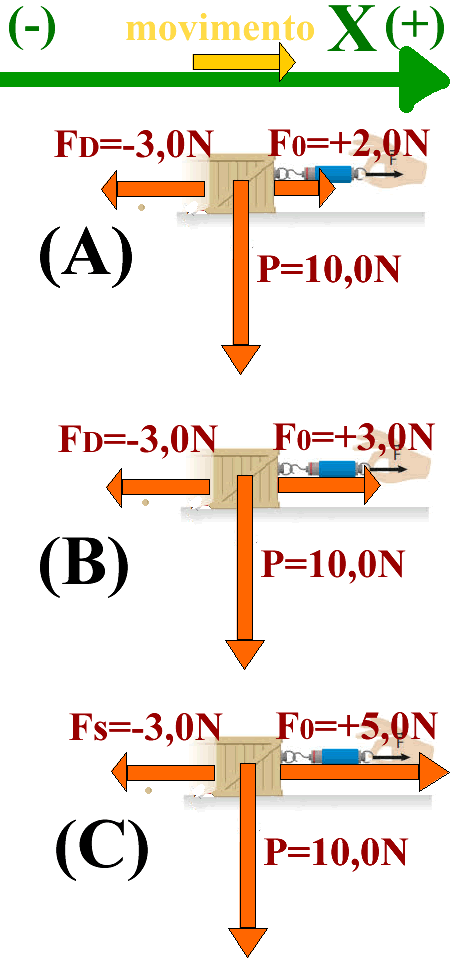 (-) movimento X (+)
FD=-3,0N F0=+2,0N
F
(A)
P=10,0N
FD=-3,0N F0=+3,0N
F
(B)
P=10,0N
Fs=-3,0N F0=+5,0N
F
(C)
P=10,0N